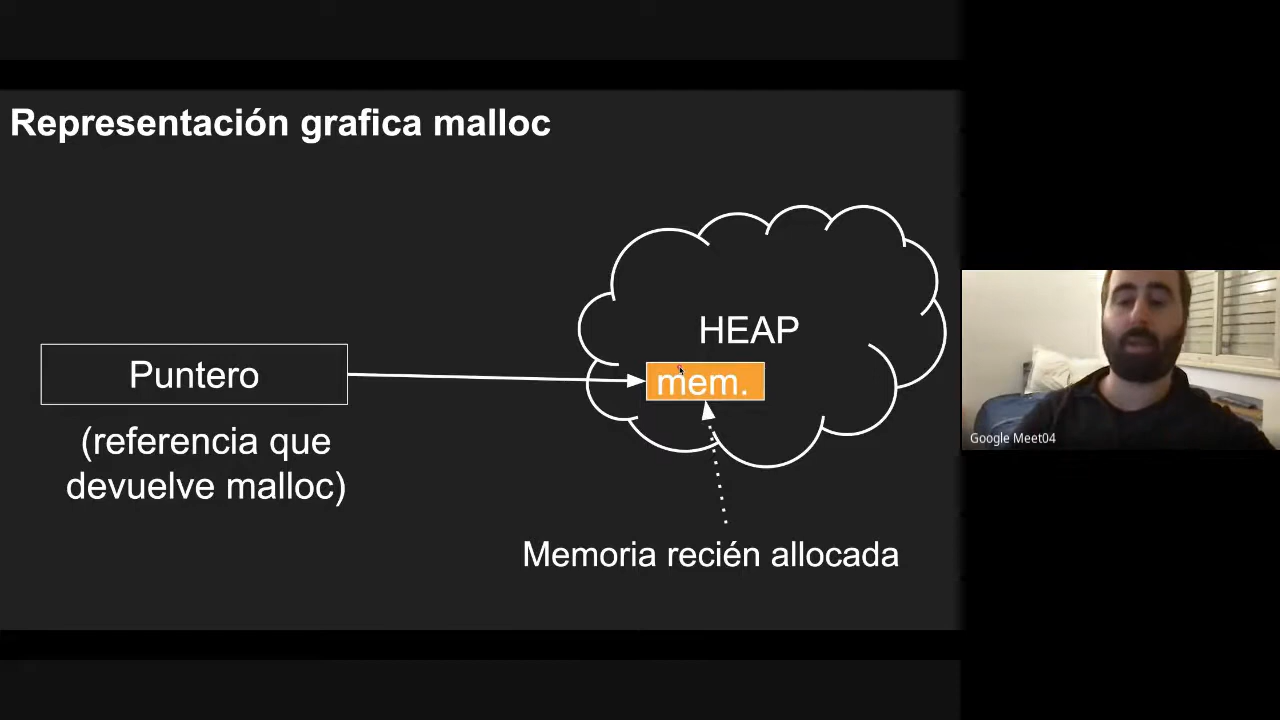 Representación grafica malloc
HEAP
Puntero
mem.
(referencia que
devuelve malloc)
Memoria recién allocada
Google Meet04